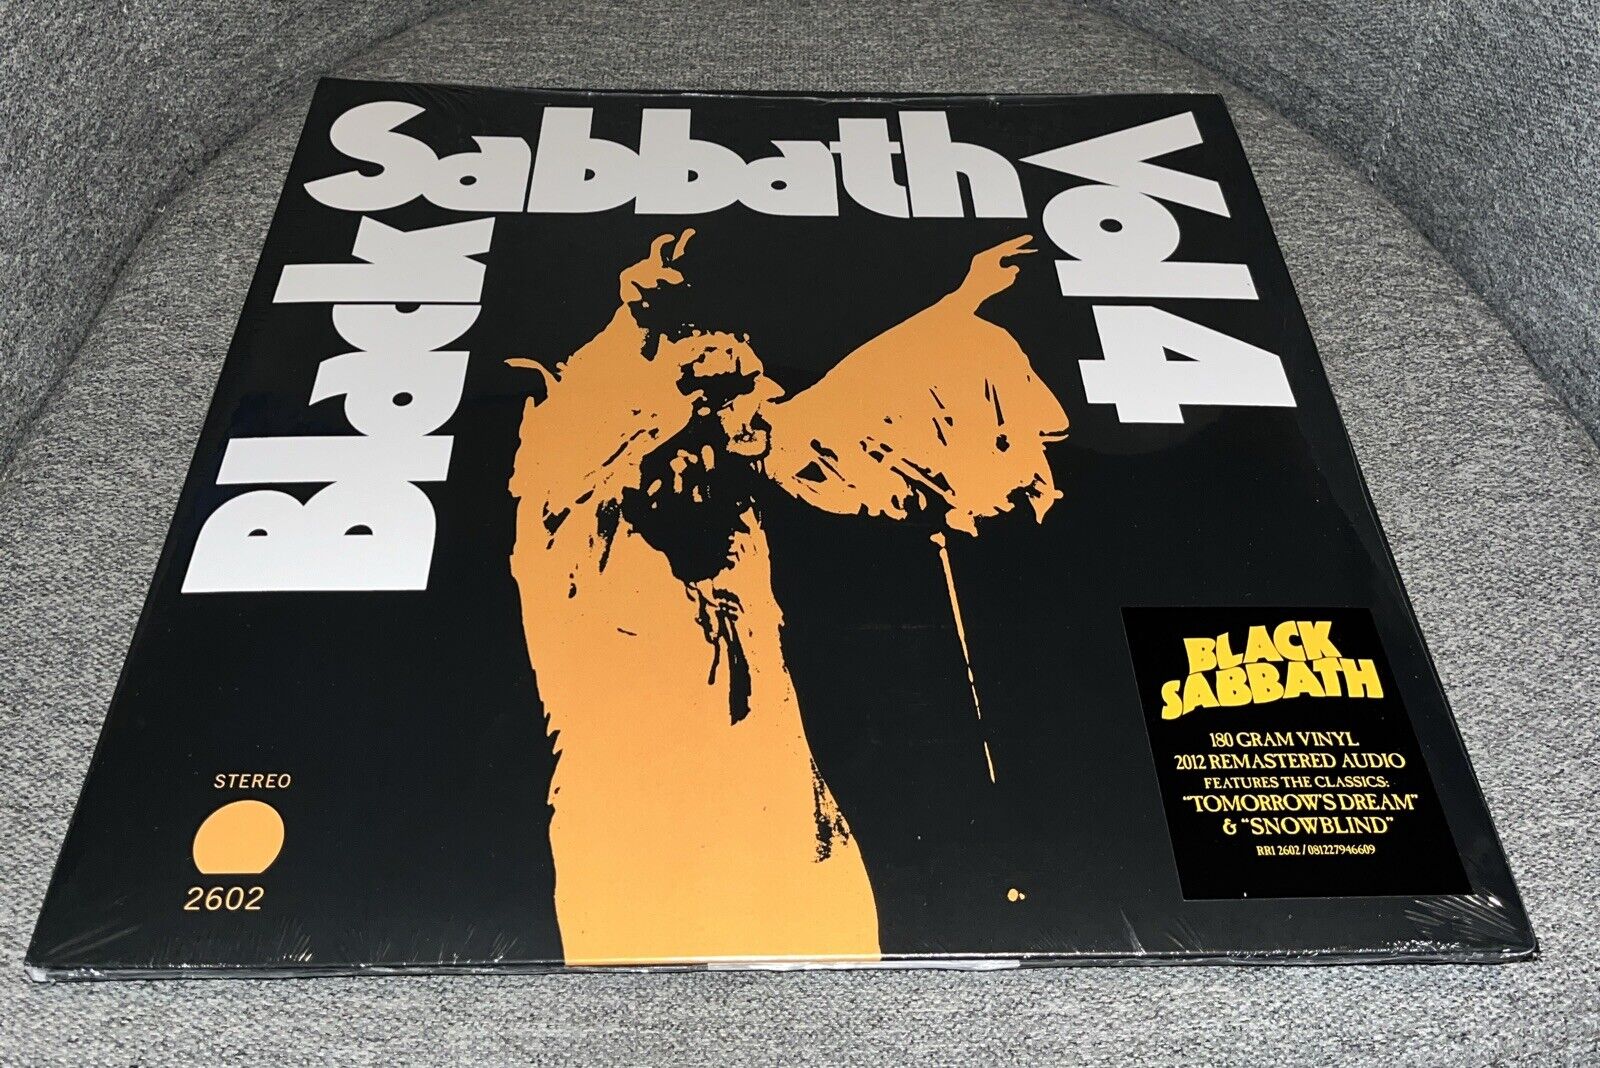 Black
Sabbath
Vol 4
STEREO
2602
BLACK
SABBATH
180 GRAM VINYL
2012 REMASTERED AUDIO
FEATURES THE CLASSICS:
"TOMORROW'S DREAM"
& "SNOWBLIND"
RR1 2602 / 081227946609